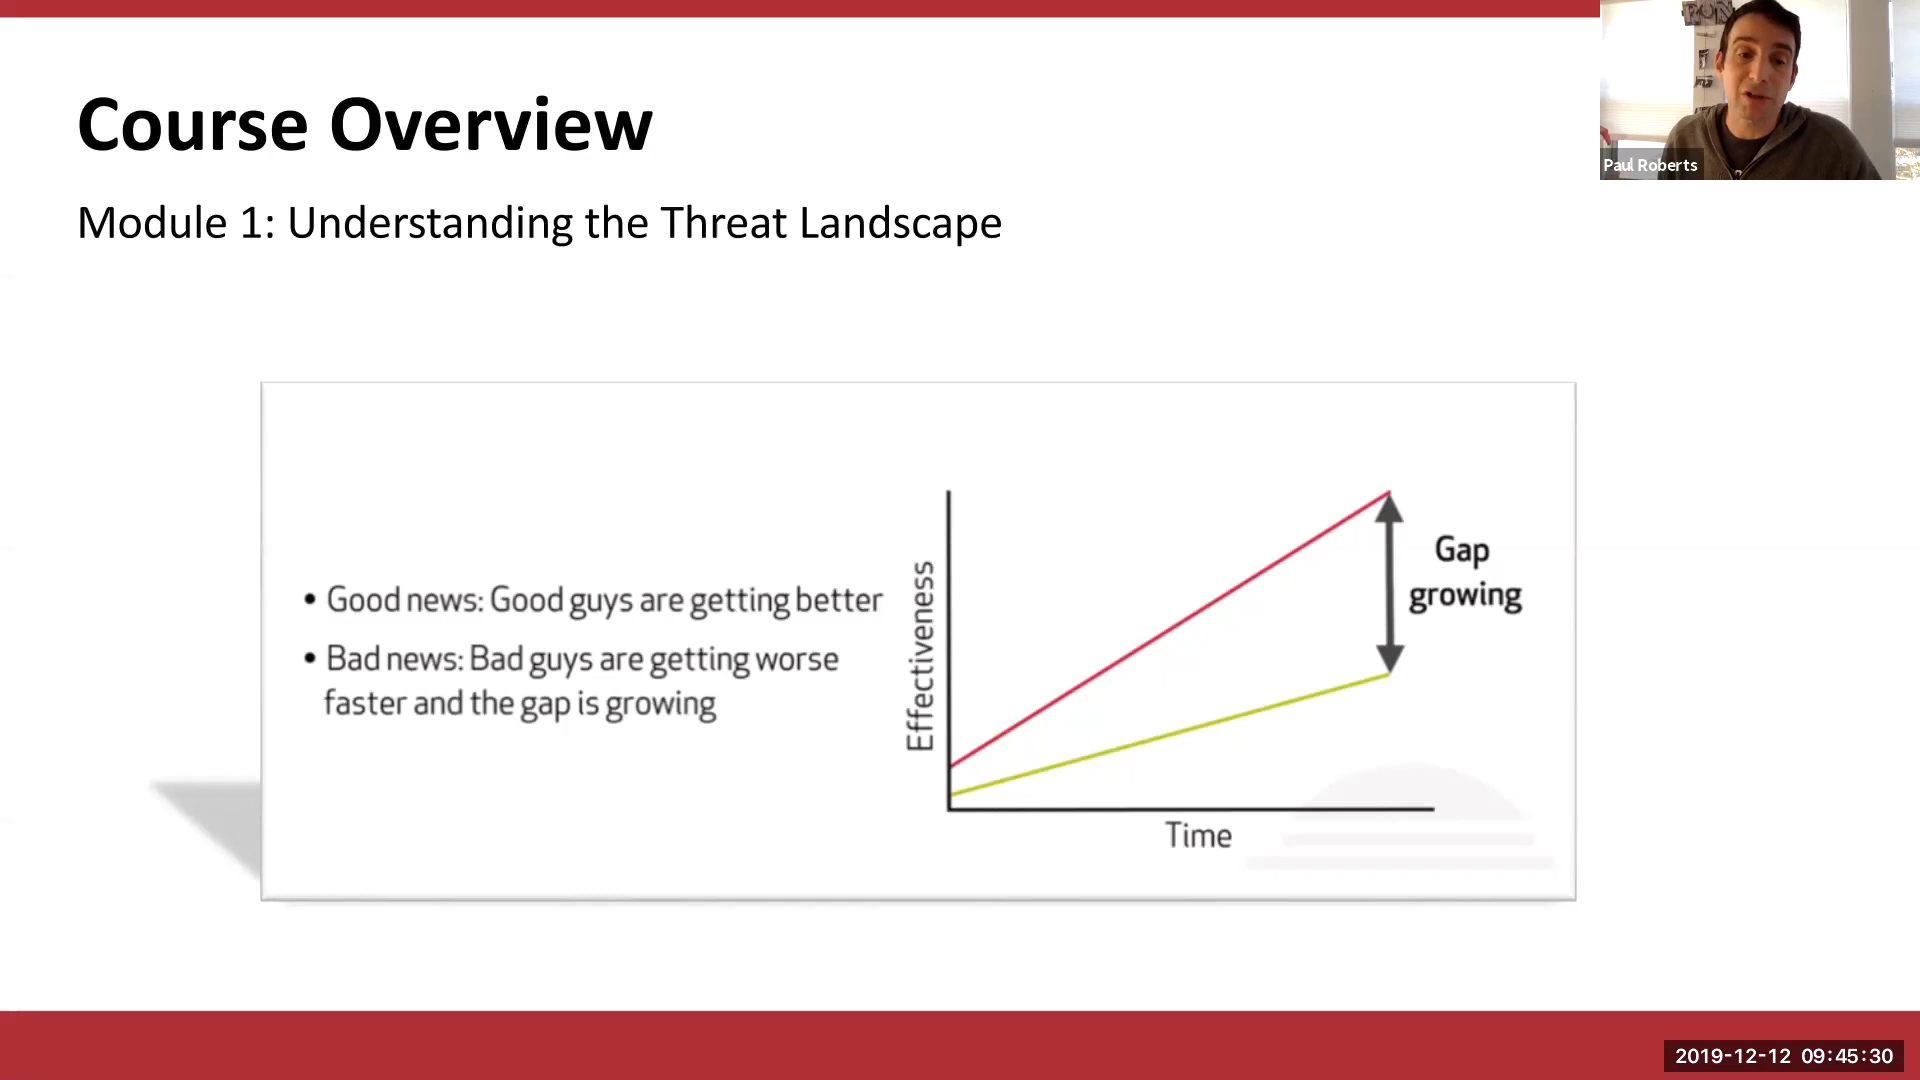 Course Overview
Module 1: Understanding the Threat Landscape
Paul Roberts
• Good news: Good guys are getting better
• Bad news: Bad guys are getting worse
faster and the gap is growing
Effectiveness
Time
Gap
growing
2019-12-12 09:45:30